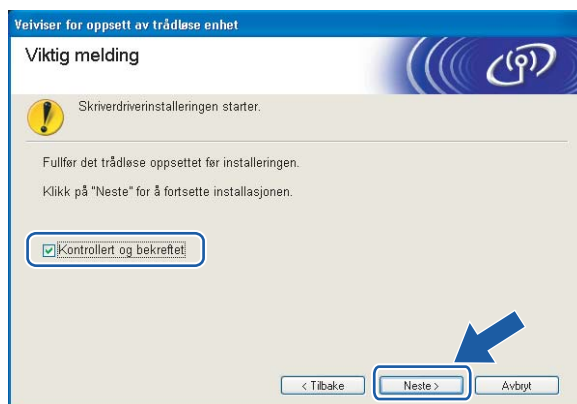 Veiviser for oppsett av trådløse enhet
Viktig melding
Skriverdriverinstalleringen starter.
Fullfør det trådløse oppsettet før installeringen.
Klikk på "Neste" for å fortsette installasjonen.
Kontrollert og bekreftet
< Tilbake
Neste >
Avbryt